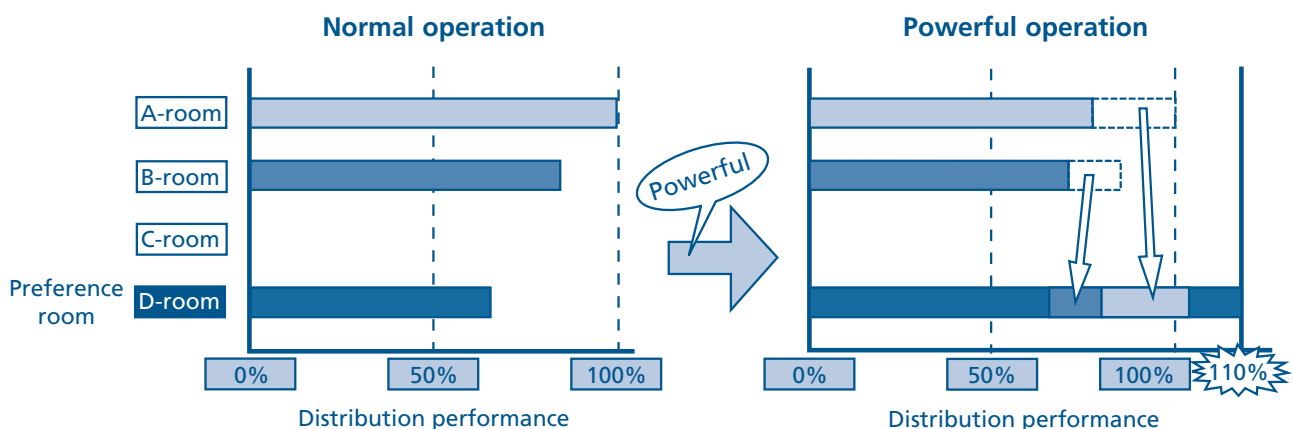 Normal operation
Powerful operation
A-room
B-room
C-room
Preference
room
D-room
Powerful
0%
50%
100%
0%
50%
100%
110%
Distribution performance
Distribution performance